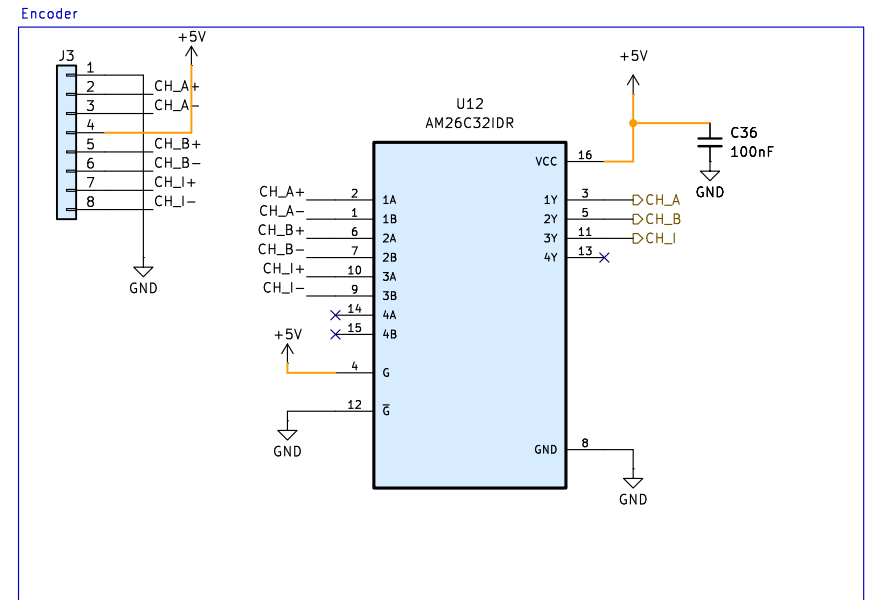 Encoder
J3
+5V
1
2 CH_A+
3 CH_A-
4
5 CH_B+
6 CH_B-
7 CH_I+
8 CH_I-
GND
U12
AM26C32IDR
+5V
C36
100nF
GND
VCC 16
CH_A+ 2 1A
CH_A- 1 1B
CH_B+ 6 2A
CH_B- 7 2B
CH_I+ 10 3A
CH_I- 9 3B
14 4A
15 4B
1Y 3 CH_A
2Y 5 CH_B
3Y 11 CH_I
4Y 13
+5V
4 G
12 G̅
GND
GND 8
GND